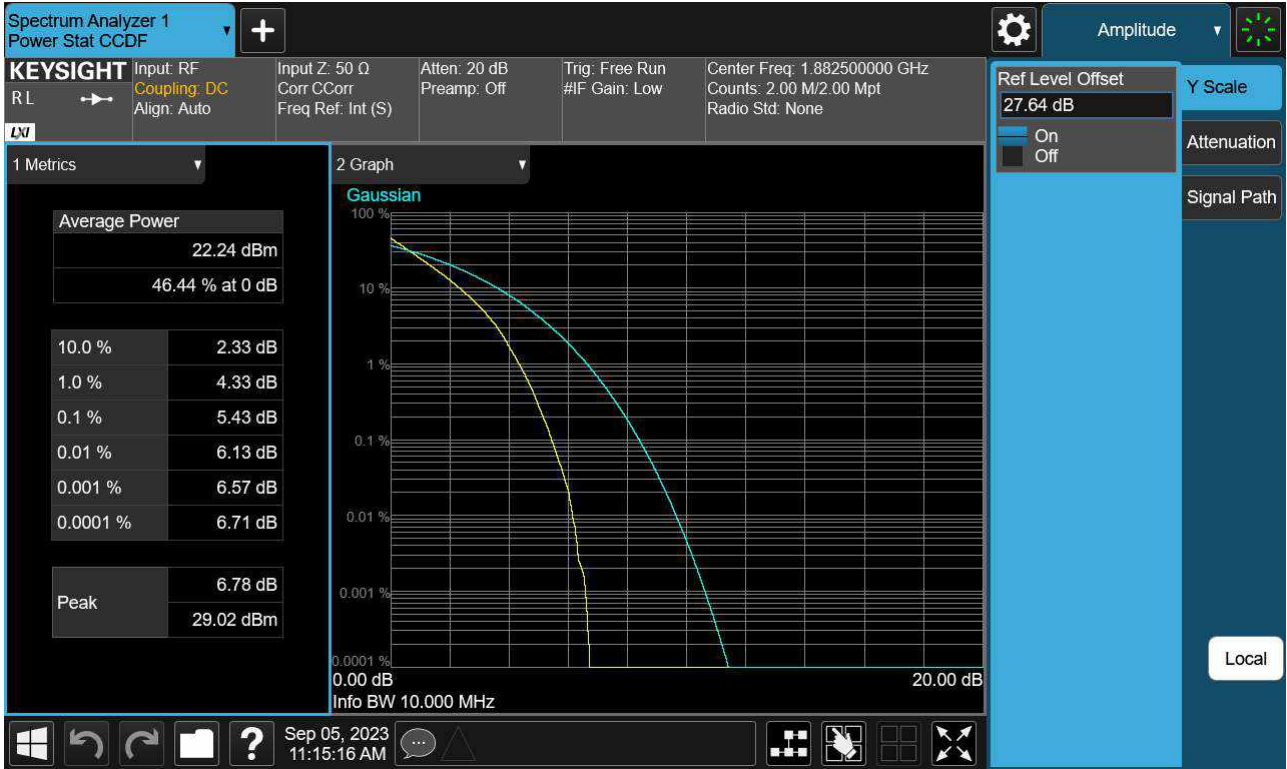 Spectrum Analyzer 1
Power Stat CCDF
Amplitude
KEYSIGHT
R L
LXI
Input: RF
Coupling: DC
Align: Auto
Input Z: 50 Ω
Corr CCorr
Freq Ref: Int (S)
Atten: 20 dB
Preamp: Off
Trig: Free Run
#IF Gain: Low
Center Freq: 1.882500000 GHz
Counts: 2.00 M/2.00 Mpt
Radio Std: None
Ref Level Offset
27.64 dB
On
Off
Y Scale
Attenuation
Signal Path
Local
1 Metrics
Average Power
22.24 dBm
46.44 % at 0 dB
10.0 % 2.33 dB
1.0 % 4.33 dB
0.1 % 5.43 dB
0.01 % 6.13 dB
0.001 % 6.57 dB
0.0001 % 6.71 dB
Peak
6.78 dB
29.02 dBm
2 Graph
Gaussian
100 %
10 %
1 %
0.1 %
0.01 %
0.001 %
0.0001 %
0.00 dB 20.00 dB
Info BW 10.000 MHz
?
Sep 05, 2023
11:15:16 AM